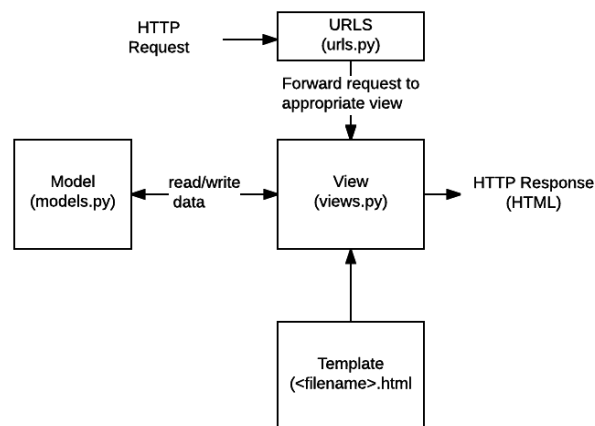 HTTP
Request
URLS
(urls.py)
Forward request to
appropriate view
Model
(models.py)
read/write
data
View
(views.py)
HTTP Response
(HTML)
Template
(<filename>.html